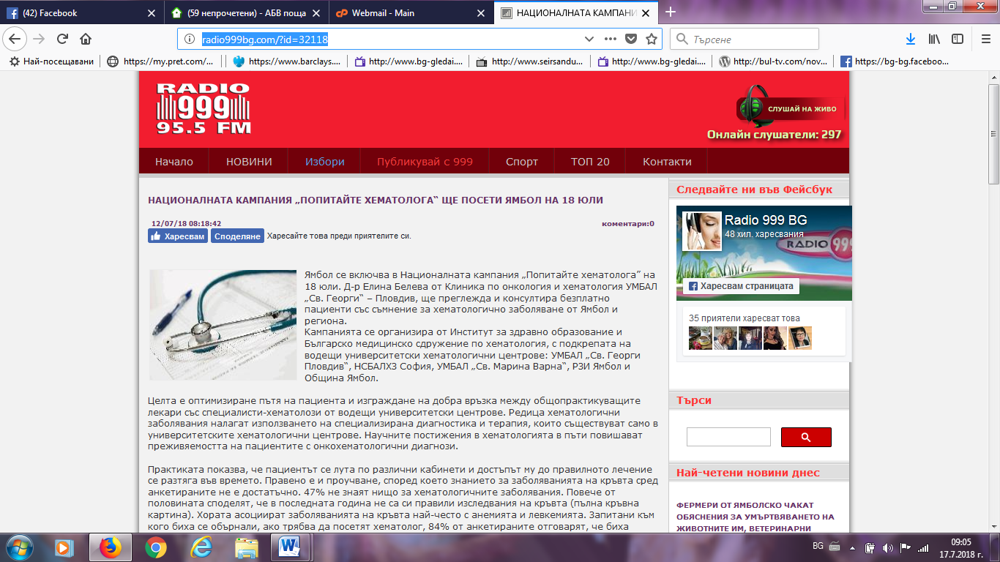 (42) Facebook
(59 непрочетени) - АБВ поща
Webmail - Main
НАЦИОНАЛНАТА КАМПАНИ
radio999bg.com/?id=32118
Търсене
Най-посещавани
https://my.pret.com/...
https://www.barclays....
http://www.bg-gledai....
http://www.seirsandu...
http://www.bg-gledai....
http://bul-tv.com/nov...
https://bg-bg.faceboo...
RADIO
999
95.5 FM
СЛУШАЙ НА ЖИВО
Онлайн слушатели: 297
Начало
НОВИНИ
Избори
Публикувай с 999
Спорт
ТОП 20
Контакти
НАЦИОНАЛНАТА КАМПАНИЯ „ПОПИТАЙТЕ ХЕМАТОЛОГА“ ЩЕ ПОСЕТИ ЯМБОЛ НА 18 ЮЛИ
12/07/18 08:18:42
коментари:0
Харесвам
Споделяне
Харесайте това преди приятелите си.
Ямбол се включва в Националната кампания „Попитайте хематолога” на
18 юли. Д-р Елина Белева от Клиника по онкология и хематология УМБАЛ
„Св. Георги“ – Пловдив, ще преглежда и консултира безплатно
пациенти със съмнение за хематологично заболяване от Ямбол и
региона.
Кампанията се организира от Институт за здравно образование и
Българско медицинско сдружение по хематология, с подкрепата на
водещи университетски хематологични центрове: УМБАЛ „Св. Георги
Пловдив“, НСБАЛХЗ София, УМБАЛ „Св. Марина Варна“, РЗИ Ямбол и
Община Ямбол.
Целта е оптимизиране пътя на пациента и изграждане на добра връзка между общопрактикуващите
лекари със специалисти-хематолози от водещи университетски центрове. Редица хематологични
заболявания налагат използването на специализирана диагностика и терапия, които съществуват само в
университетските хематологични центрове. Научните постижения в хематологията в пъти повишават
преживяемостта на пациентите с онкохематологични диагнози.
Практиката показва, че пациентът се лута по различни кабинети и достъпът му до правилното лечение
се разтяга във времето. Правено е и проучване, според което знанието за заболяванията на кръвта сред
анкетираните не е достатъчно. 47% не знаят нищо за хематологичните заболявания. Повече от
половината споделят, че в последната година не са си правили изследвания на кръвта (пълна кръвна
картина). Хората асоциират заболяванията на кръвта най-често с анемията и левкемията. Запитани към
кого биха се обърнали, ако трябва да посетят хематолог, 84% от анкетираните отговарят, че биха
Следвайте ни във Фейсбук
Radio 999 BG
48 хил. харесвания
RADIO 999
Харесвам страницата
35 приятели харесват това
Търси
Най-четени новини днес
ФЕРМЕРИ ОТ ЯМБОЛСКО ЧАКАТ
ОБЯСНЕНИЯ ЗА УМЪРТВЯВАНЕТО НА
ЖИВОТНИТЕ ИМ, ВЕТЕРИНАРНИ
BG
09:05
17.7.2018 г.